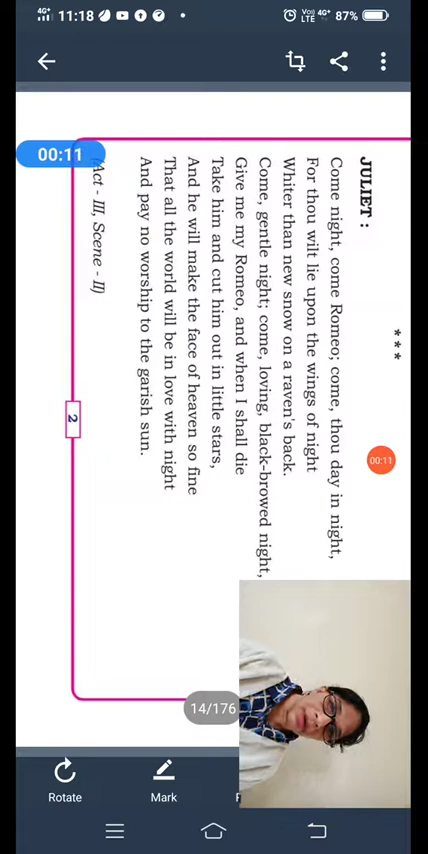 4G+ 11:18 Vo) LTE 4G+ 87%
00:11
***
JULIET :
Come night, come Romeo; come, thou day in night,
For thou wilt lie upon the wings of night
Whiter than new snow on a raven's back.
Come, gentle night; come, loving, black-browed night,
Give me my Romeo, and when I shall die
Take him and cut him out in little stars,
And he will make the face of heaven so fine
That all the world will be in love with night
And pay no worship to the garish sun.
(Act - III, Scene - II)
2
00:11
14/176
Rotate
Mark